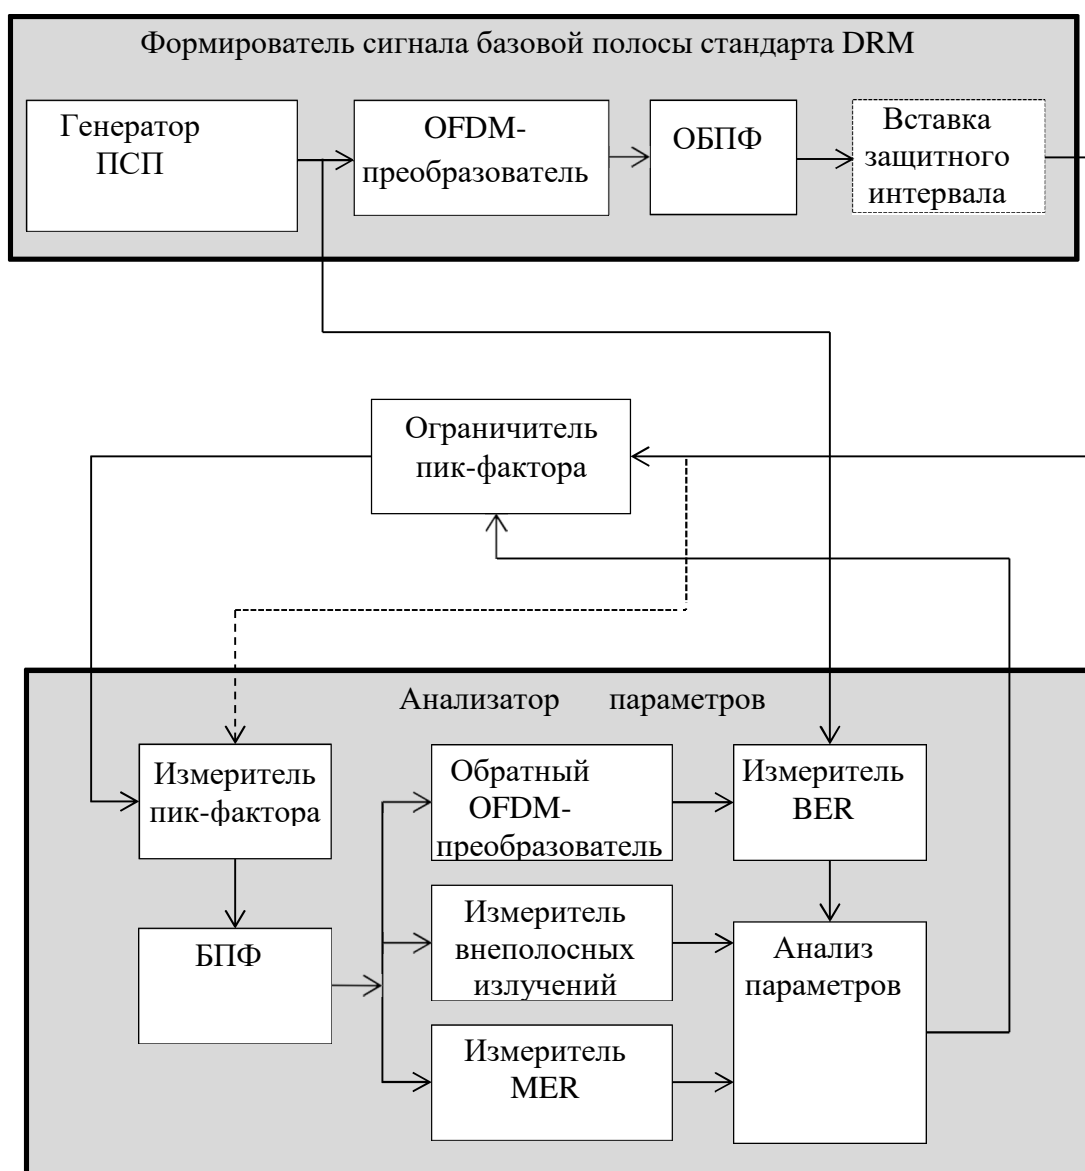 Формирователь сигнала базовой полосы стандарта DRM
Генератор
ПСП
OFDM-
преобразователь
ОБПФ
Вставка
защитного
интервала
Ограничитель
пик-фактора
Анализатор параметров
Измеритель
пик-фактора
Обратный
OFDM-
преобразователь
Измеритель
BER
БПФ
Измеритель
внеполосных
излучений
Анализ
параметров
Измеритель
MER